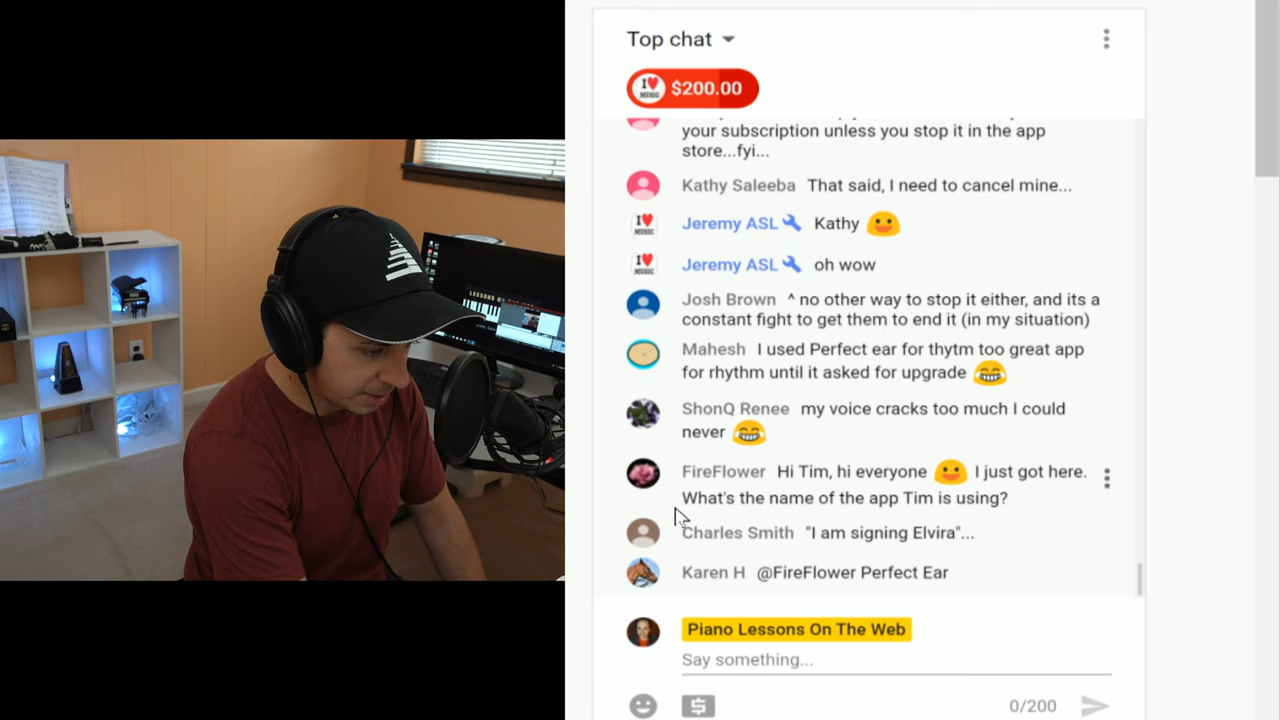 Top chat
I ♥ MUSIC $200.00
your subscription unless you stop it in the app
store...fyi...
Kathy Saleeba That said, I need to cancel mine...
I ♥ MUSIC Jeremy ASL Kathy 😃
I ♥ MUSIC Jeremy ASL oh wow
Josh Brown ^ no other way to stop it either, and its a
constant fight to get them to end it (in my situation)
Mahesh I used Perfect ear for thytm too great app
for rhythm until it asked for upgrade 😂
ShonQ Renee my voice cracks too much I could
never 😂
FireFlower Hi Tim, hi everyone 😃 I just got here.
What's the name of the app Tim is using?
Charles Smith "I am signing Elvira"...
Karen H @FireFlower Perfect Ear
Piano Lessons On The Web
Say something...
$ 0/200
LESSONS